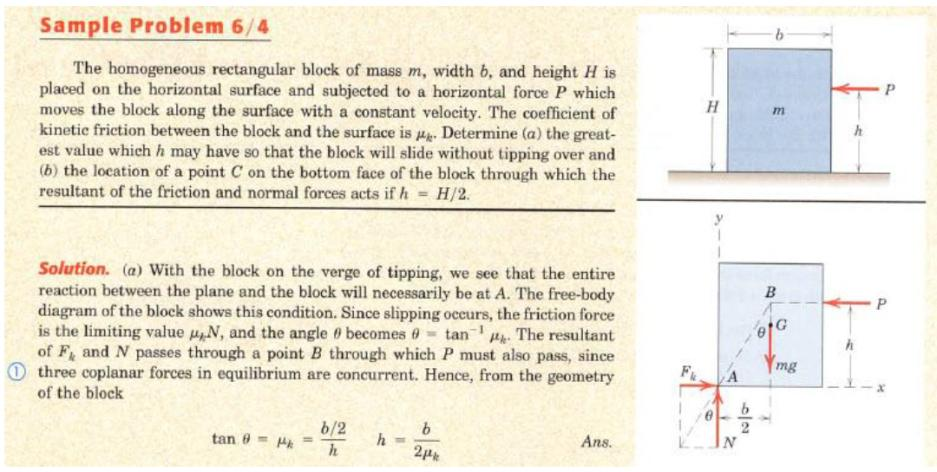 Sample Problem 6/4
The homogeneous rectangular block of mass m, width b, and height H is
placed on the horizontal surface and subjected to a horizontal force P which
moves the block along the surface with a constant velocity. The coefficient of
kinetic friction between the block and the surface is μₖ. Determine (a) the great-
est value which h may have so that the block will slide without tipping over and
(b) the location of a point C on the bottom face of the block through which the
resultant of the friction and normal forces acts if h = H/2.
b
H
m
P
h
Solution. (a) With the block on the verge of tipping, we see that the entire
reaction between the plane and the block will necessarily be at A. The free-body
diagram of the block shows this condition. Since slipping occurs, the friction force
is the limiting value μₖN, and the angle θ becomes θ = tan⁻¹ μₖ. The resultant
of Fₖ and N passes through a point B through which P must also pass, since
① three coplanar forces in equilibrium are concurrent. Hence, from the geometry
of the block
tan θ = μₖ = (b/2)/h h = b/(2μₖ) Ans.
y
B
P
θ
G
h
mg
Fₖ
A
x
θ
b/2
N